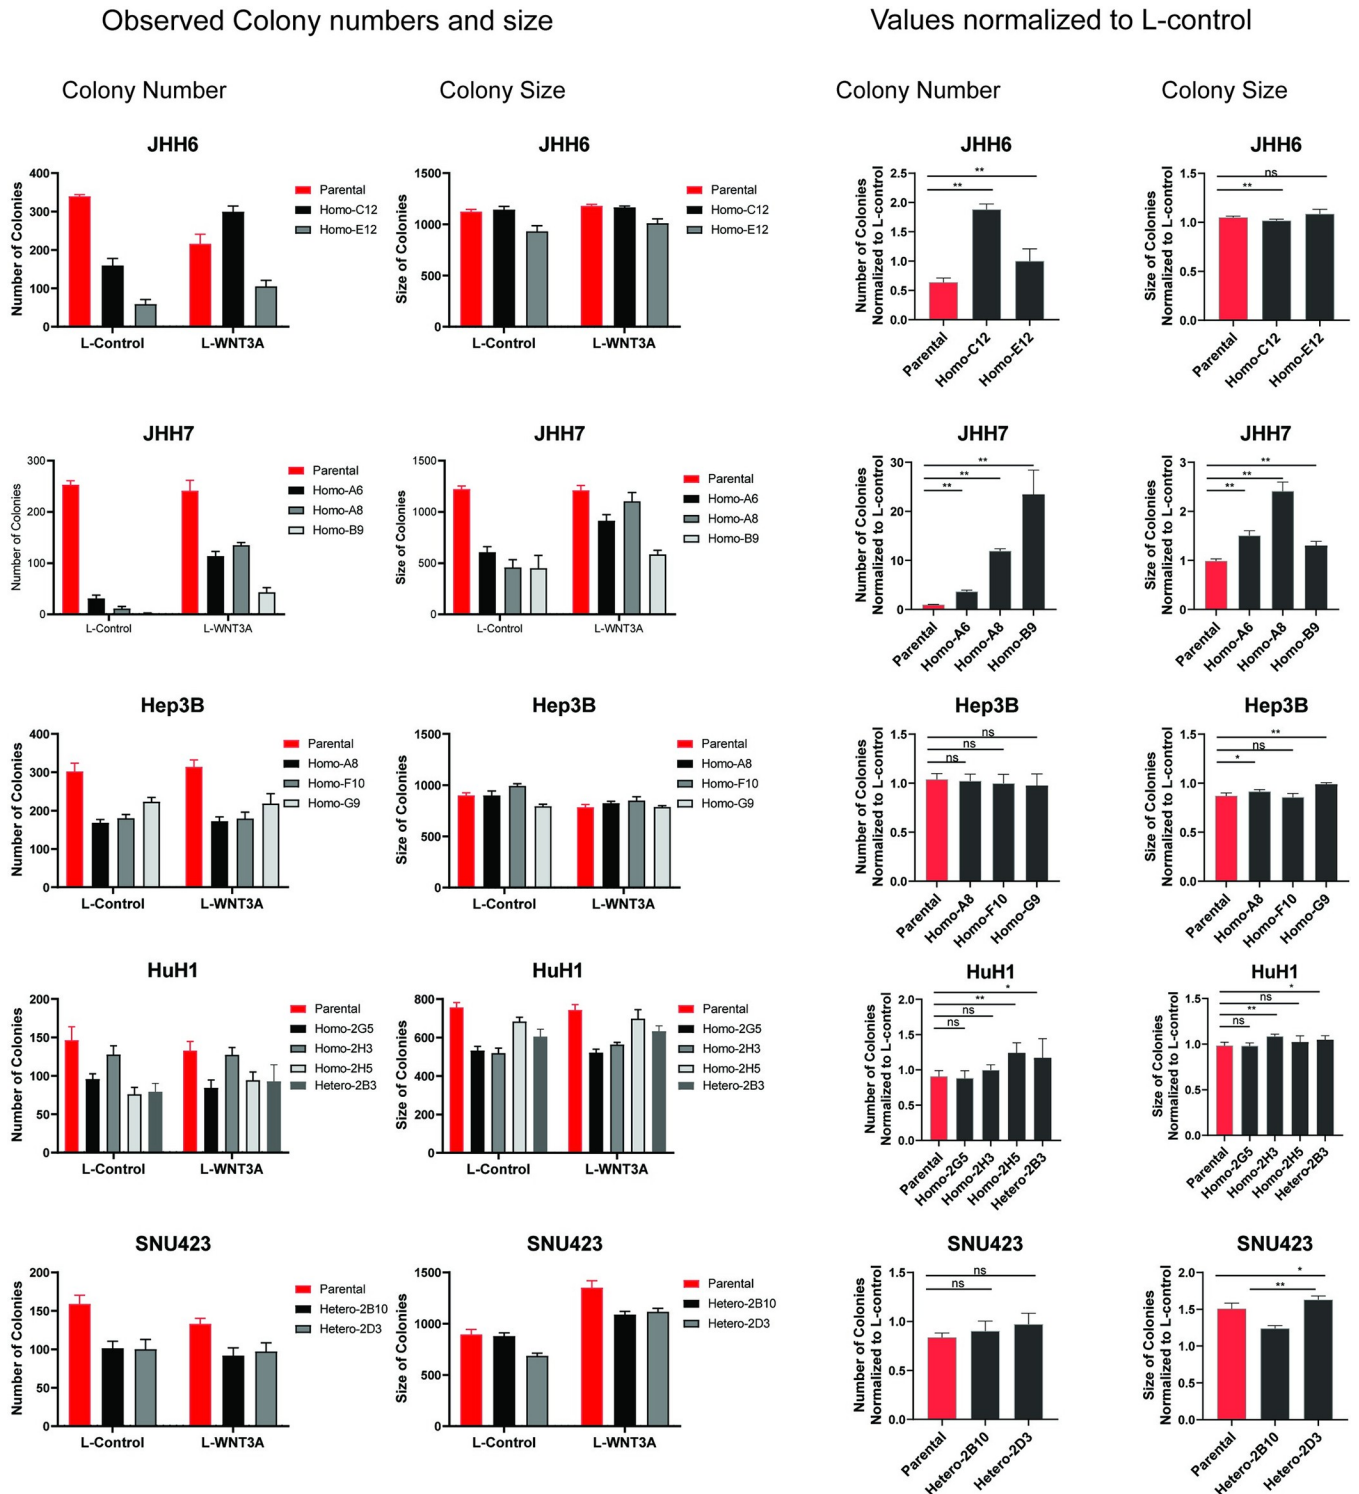 Observed Colony numbers and size
Values normalized to L-control
Colony Number
Colony Size
Colony Number
Colony Size
JHH6
Number of Colonies
400
300
200
100
0
L-Control
L-WNT3A
Parental
Homo-C12
Homo-E12
JHH6
Size of Colonies
1500
1000
500
0
L-Control
L-WNT3A
Parental
Homo-C12
Homo-E12
JHH6
Number of Colonies
Normalized to L-control
2.5
2.0
1.5
1.0
0.5
0.0
**
**
Parental
Homo-C12
Homo-E12
JHH6
Size of Colonies
Normalized to L-control
1.5
1.0
0.5
0.0
ns
**
Parental
Homo-C12
Homo-E12
JHH7
Number of Colonies
300
200
100
0
L-Control
L-WNT3A
Parental
Homo-A6
Homo-A8
Homo-B9
JHH7
Size of Colonies
1500
1000
500
0
L-Control
L-WNT3A
Parental
Homo-A6
Homo-A8
Homo-B9
JHH7
Number of Colonies
Normalized to L-control
30
20
10
0
**
**
**
Parental
Homo-A6
Homo-A8
Homo-B9
JHH7
Size of Colonies
Normalized to L-control
3
2
1
0
**
**
**
Parental
Homo-A6
Homo-A8
Homo-B9
Hep3B
Number of Colonies
400
300
200
100
0
L-Control
L-WNT3A
Parental
Homo-A8
Homo-F10
Homo-G9
Hep3B
Size of Colonies
1500
1000
500
0
L-Control
L-WNT3A
Parental
Homo-A8
Homo-F10
Homo-G9
Hep3B
Number of Colonies
Normalized to L-control
1.5
1.0
0.5
0.0
ns
ns
ns
Parental
Homo-A8
Homo-F10
Homo-G9
Hep3B
Size of Colonies
Normalized to L-control
1.5
1.0
0.5
0.0
**
ns
*
Parental
Homo-A8
Homo-F10
Homo-G9
HuH1
Number of Colonies
200
150
100
50
0
L-Control
L-WNT3A
Parental
Homo-2G5
Homo-2H3
Homo-2H5
Hetero-2B3
HuH1
Size of Colonies
800
600
400
200
0
L-Control
L-WNT3A
Parental
Homo-2G5
Homo-2H3
Homo-2H5
Hetero-2B3
HuH1
Number of Colonies
Normalized to L-control
2.0
1.5
1.0
0.5
0.0
*
**
ns
ns
Parental
Homo-2G5
Homo-2H3
Homo-2H5
Hetero-2B3
HuH1
Size of Colonies
Normalized to L-control
1.5
1.0
0.5
0.0
*
ns
**
ns
Parental
Homo-2G5
Homo-2H3
Homo-2H5
Hetero-2B3
SNU423
Number of Colonies
200
150
100
50
0
L-Control
L-WNT3A
Parental
Hetero-2B10
Hetero-2D3
SNU423
Size of Colonies
1500
1000
500
0
L-Control
L-WNT3A
Parental
Hetero-2B10
Hetero-2D3
SNU423
Number of Colonies
Normalized to L-control
1.5
1.0
0.5
0.0
ns
ns
Parental
Hetero-2B10
Hetero-2D3
SNU423
Size of Colonies
Normalized to L-control
2.0
1.5
1.0
0.5
0.0
*
**
Parental
Hetero-2B10
Hetero-2D3